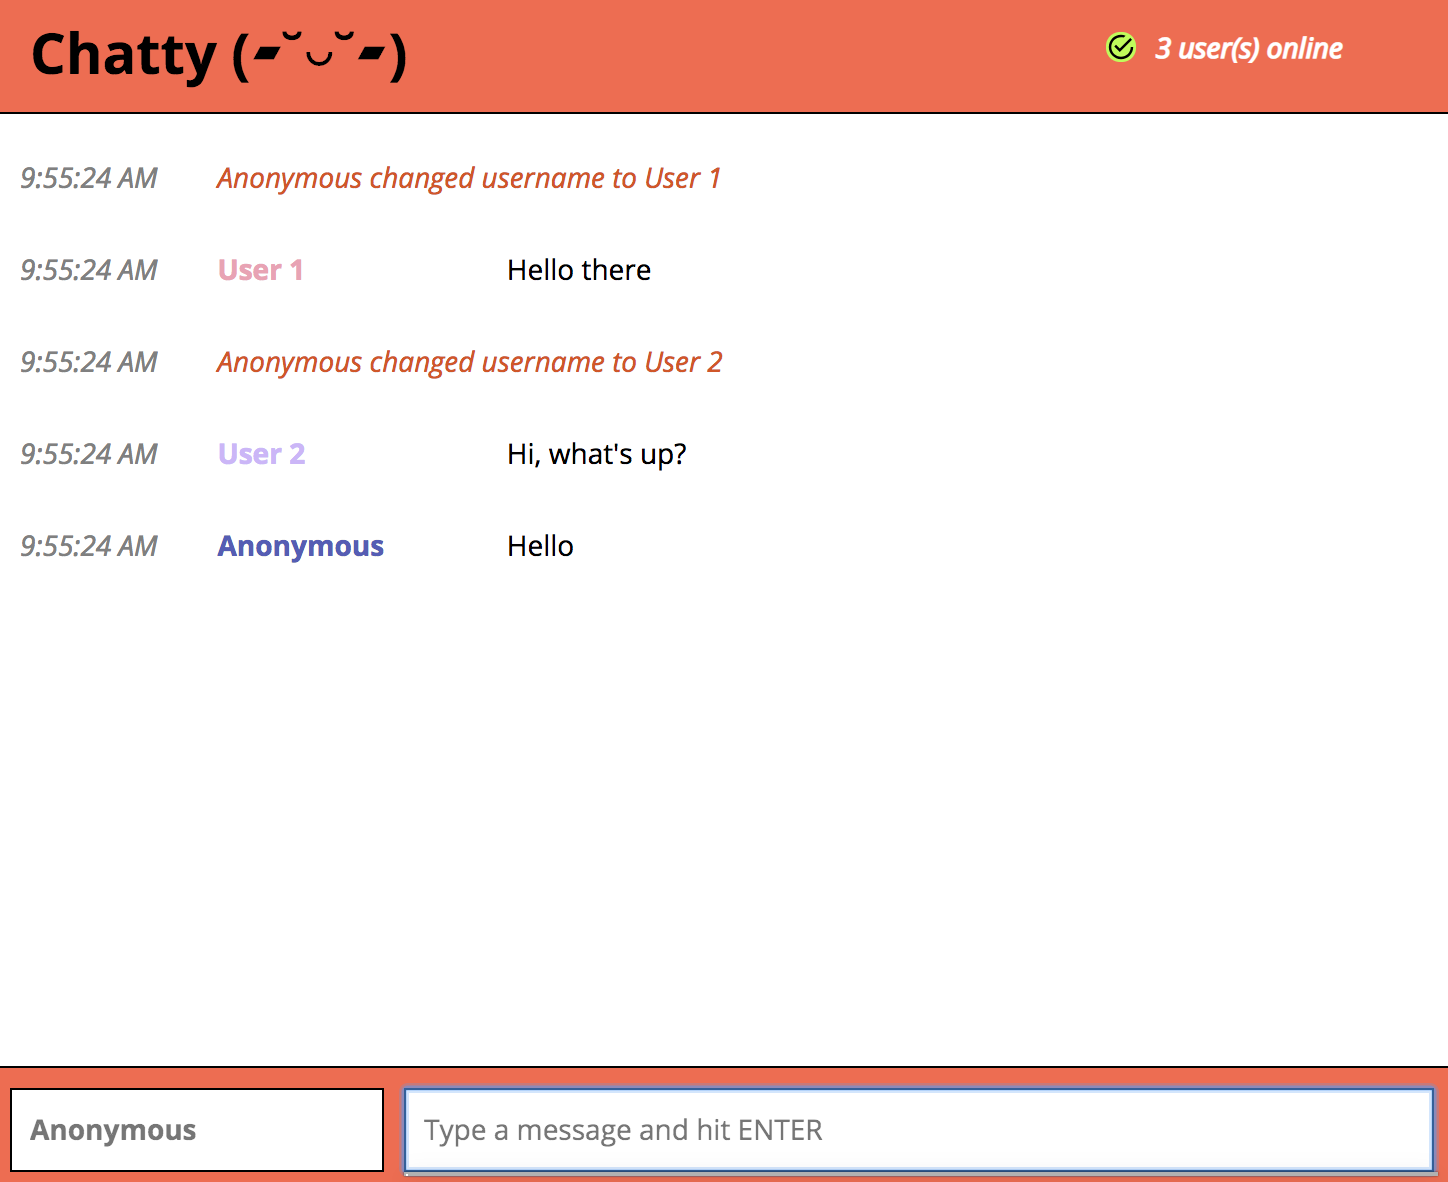 Chatty (▰˘◡˘▰)
3 user(s) online
9:55:24 AM Anonymous changed username to User 1
9:55:24 AM User 1 Hello there
9:55:24 AM Anonymous changed username to User 2
9:55:24 AM User 2 Hi, what's up?
9:55:24 AM Anonymous Hello
Anonymous Type a message and hit ENTER